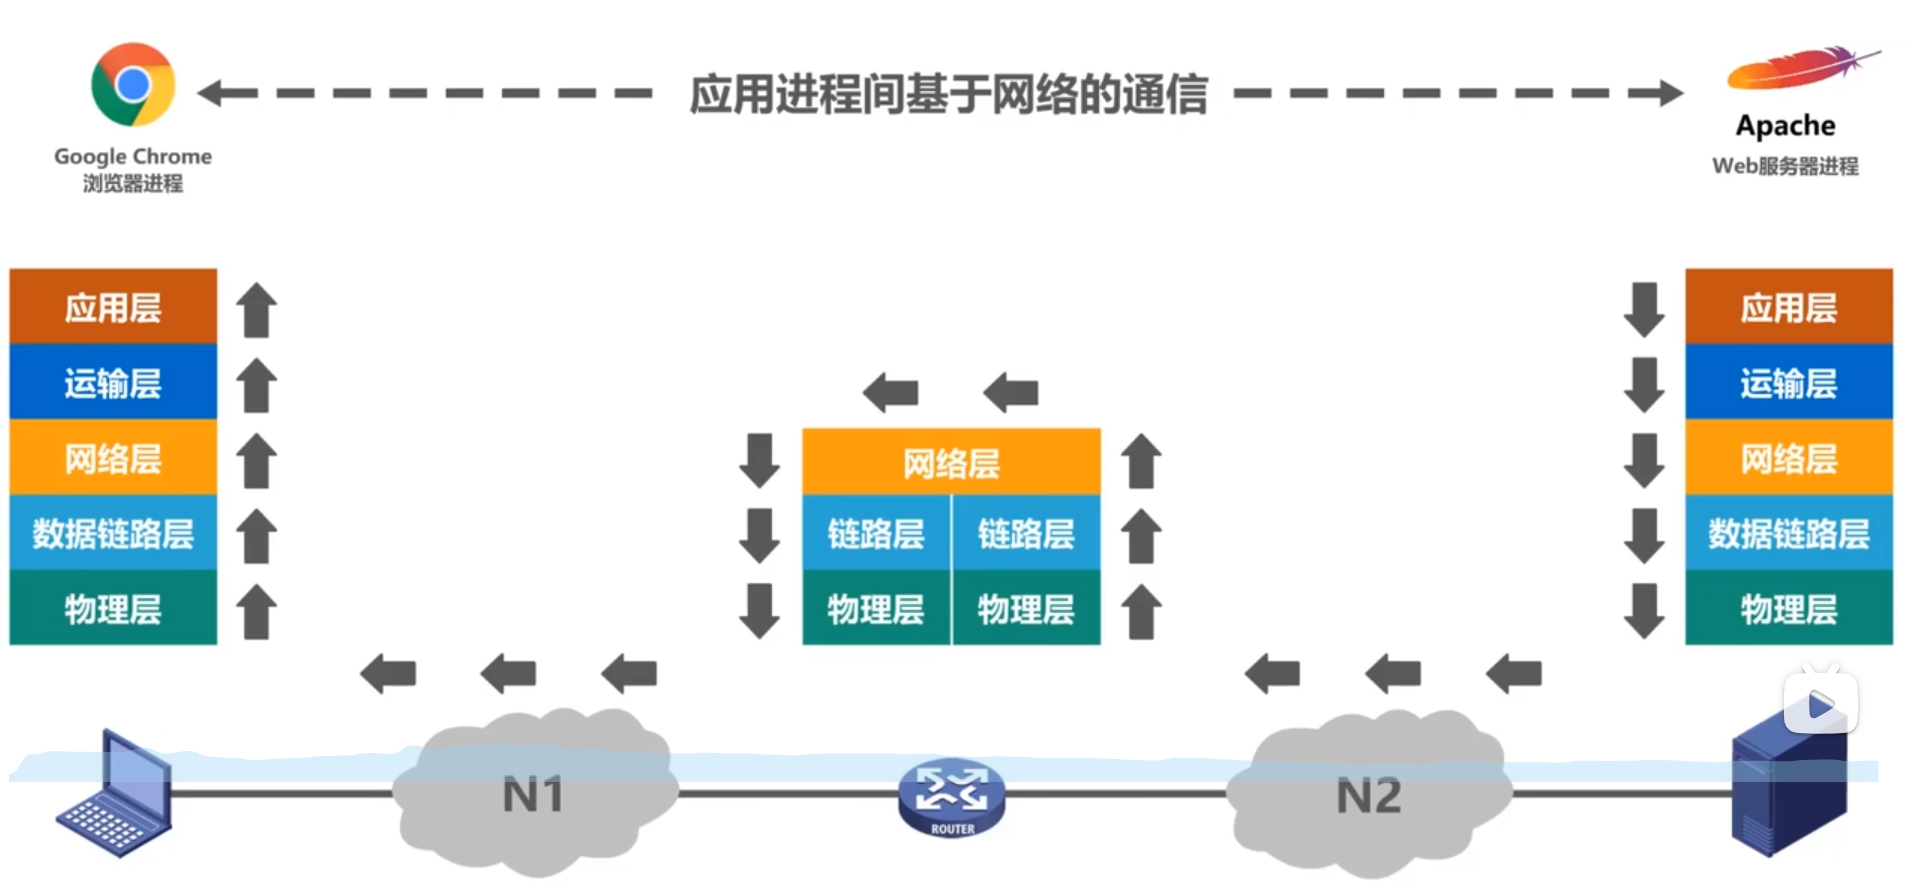 应用进程间基于网络的通信
Google Chrome
浏览器进程
Apache
Web服务器进程
应用层
运输层
网络层
数据链路层
物理层
网络层
链路层 链路层
物理层 物理层
应用层
运输层
网络层
数据链路层
物理层
N1
ROUTER
N2